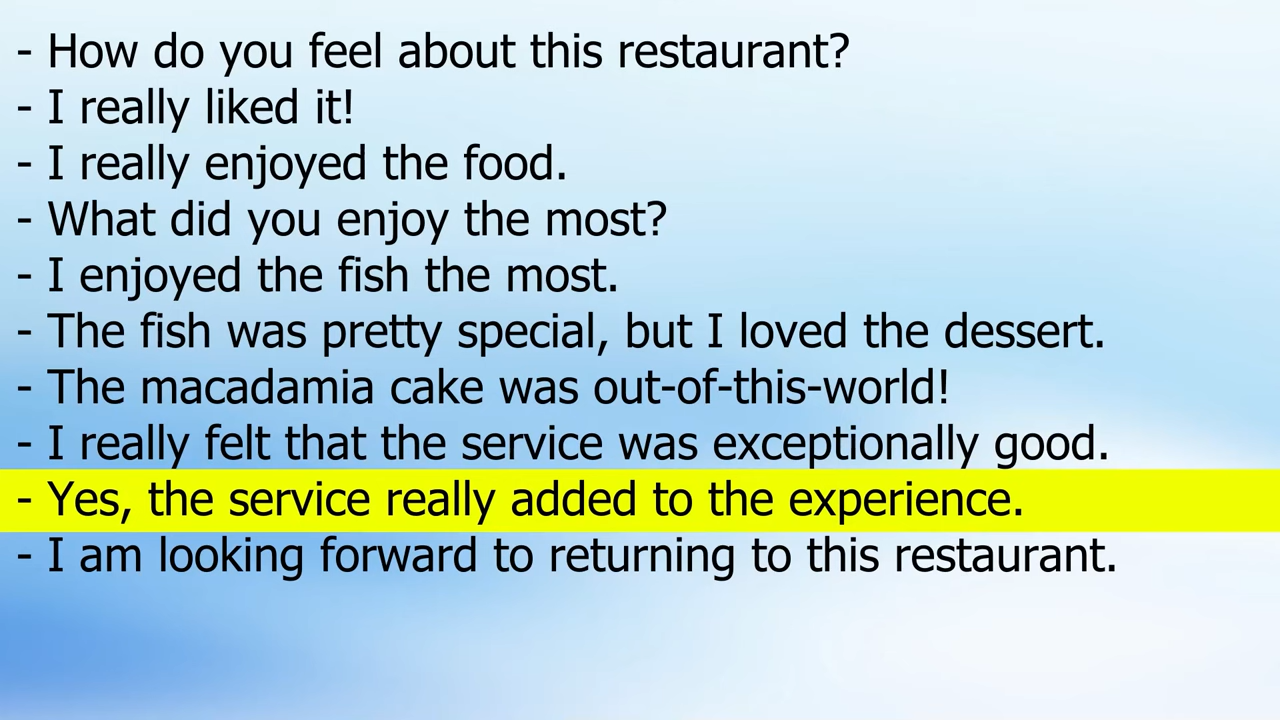 - How do you feel about this restaurant?
- I really liked it!
- I really enjoyed the food.
- What did you enjoy the most?
- I enjoyed the fish the most.
- The fish was pretty special, but I loved the dessert.
- The macadamia cake was out-of-this-world!
- I really felt that the service was exceptionally good.
- Yes, the service really added to the experience.
- I am looking forward to returning to this restaurant.